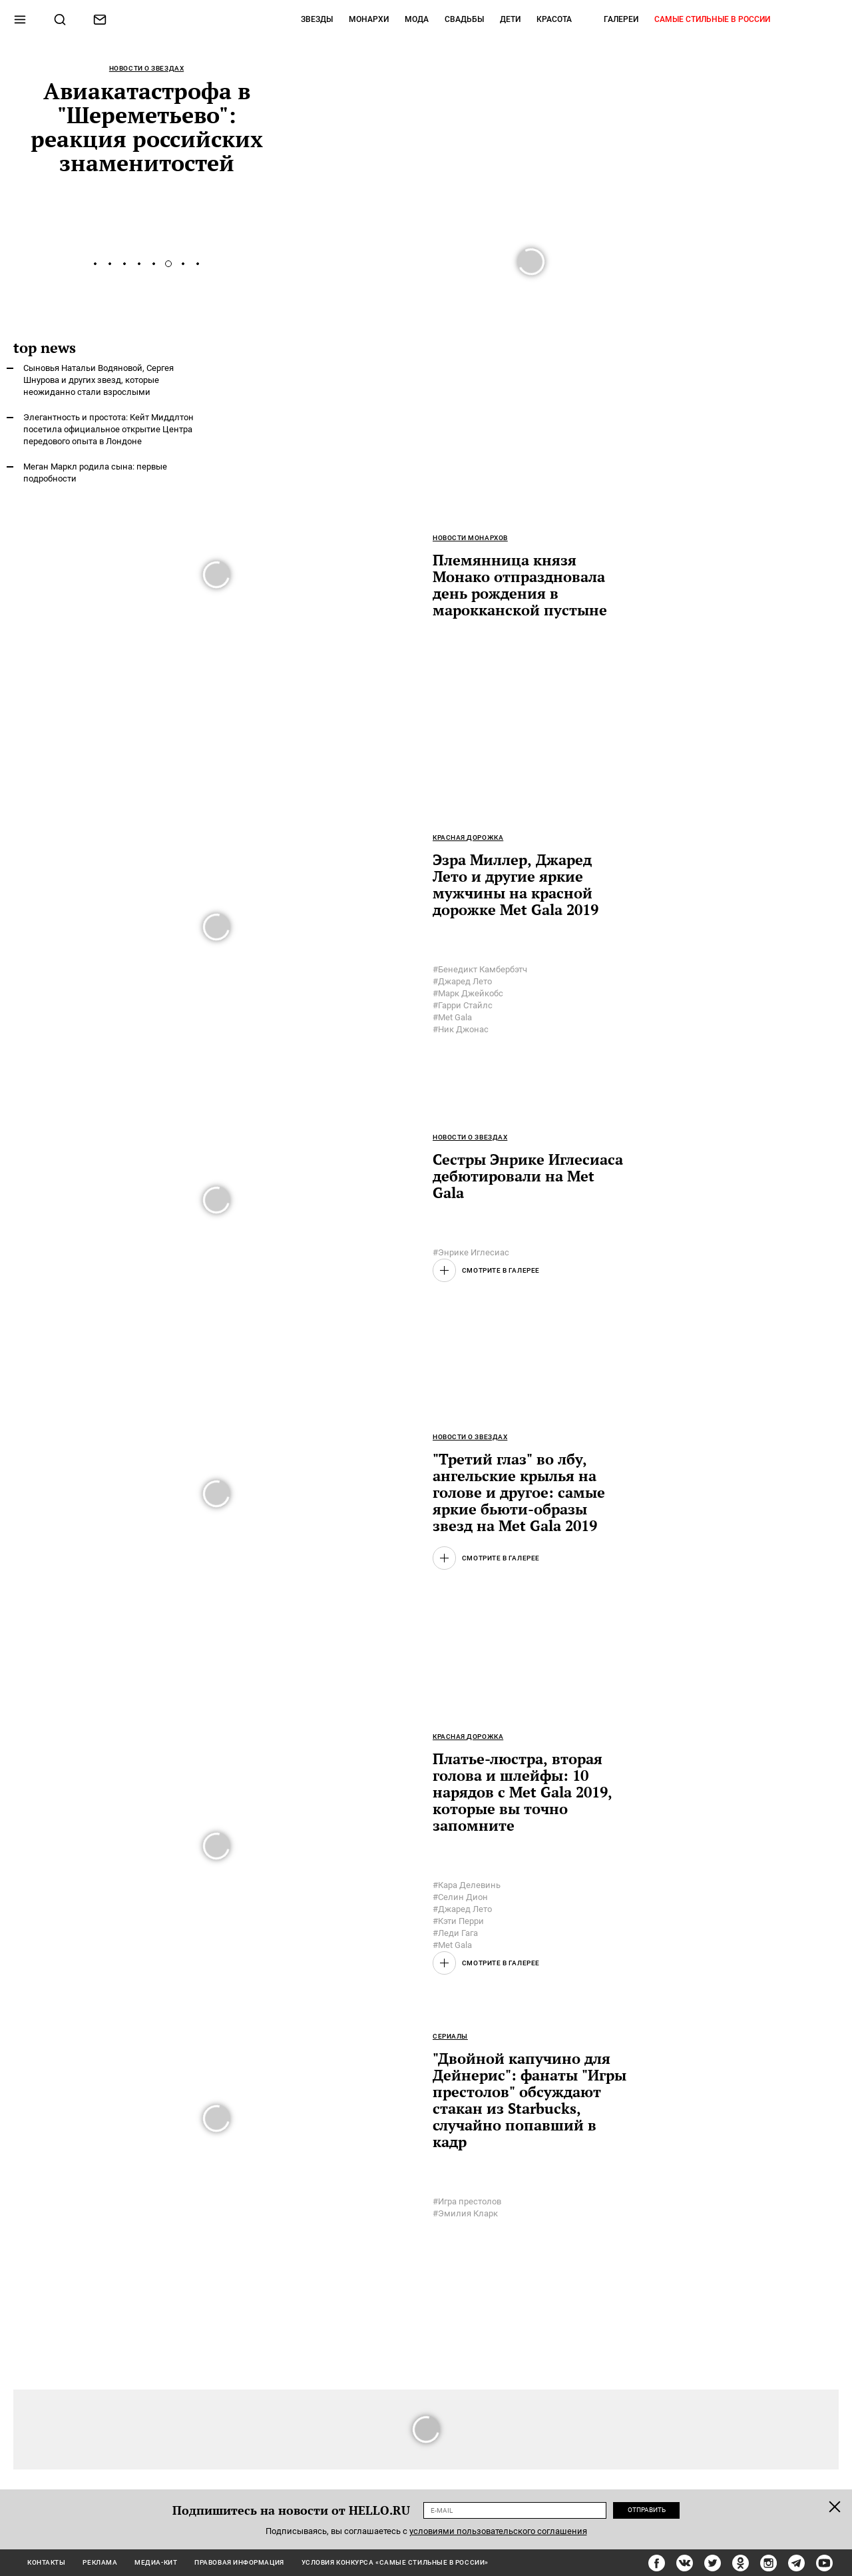 ЗВЕЗДЫ МОНАРХИ МОДА СВАДЬБЫ ДЕТИ КРАСОТА ГАЛЕРЕИ САМЫЕ СТИЛЬНЫЕ В РОССИИ
НОВОСТИ О ЗВЕЗДАХ
Авиакатастрофа в
"Шереметьево":
реакция российских
знаменитостей
top news
Сыновья Натальи Водяновой, Сергея
Шнурова и других звезд, которые
неожиданно стали взрослыми
Элегантность и простота: Кейт Миддлтон
посетила официальное открытие Центра
передового опыта в Лондоне
Меган Маркл родила сына: первые
подробности
НОВОСТИ МОНАРХОВ
Племянница князя
Монако отпраздновала
день рождения в
марокканской пустыне
КРАСНАЯ ДОРОЖКА
Эзра Миллер, Джаред
Лето и другие яркие
мужчины на красной
дорожке Met Gala 2019
#Бенедикт Камбербэтч
#Джаред Лето
#Марк Джейкобс
#Гарри Стайлс
#Met Gala
#Ник Джонас
НОВОСТИ О ЗВЕЗДАХ
Сестры Энрике Иглесиаса
дебютировали на Met
Gala
#Энрике Иглесиас
СМОТРИТЕ В ГАЛЕРЕЕ
НОВОСТИ О ЗВЕЗДАХ
"Третий глаз" во лбу,
ангельские крылья на
голове и другое: самые
яркие бьюти-образы
звезд на Met Gala 2019
СМОТРИТЕ В ГАЛЕРЕЕ
КРАСНАЯ ДОРОЖКА
Платье-люстра, вторая
голова и шлейфы: 10
нарядов с Met Gala 2019,
которые вы точно
запомните
#Кара Делевинь
#Селин Дион
#Джаред Лето
#Кэти Перри
#Леди Гага
#Met Gala
СМОТРИТЕ В ГАЛЕРЕЕ
СЕРИАЛЫ
"Двойной капучино для
Дейнерис": фанаты "Игры
престолов" обсуждают
стакан из Starbucks,
случайно попавший в
кадр
#Игра престолов
#Эмилия Кларк
Подпишитесь на новости от HELLO.RU E-MAIL ОТПРАВИТЬ
Подписываясь, вы соглашаетесь с условиями пользовательского соглашения
КОНТАКТЫ РЕКЛАМА МЕДИА-КИТ ПРАВОВАЯ ИНФОРМАЦИЯ УСЛОВИЯ КОНКУРСА «САМЫЕ СТИЛЬНЫЕ В РОССИИ»